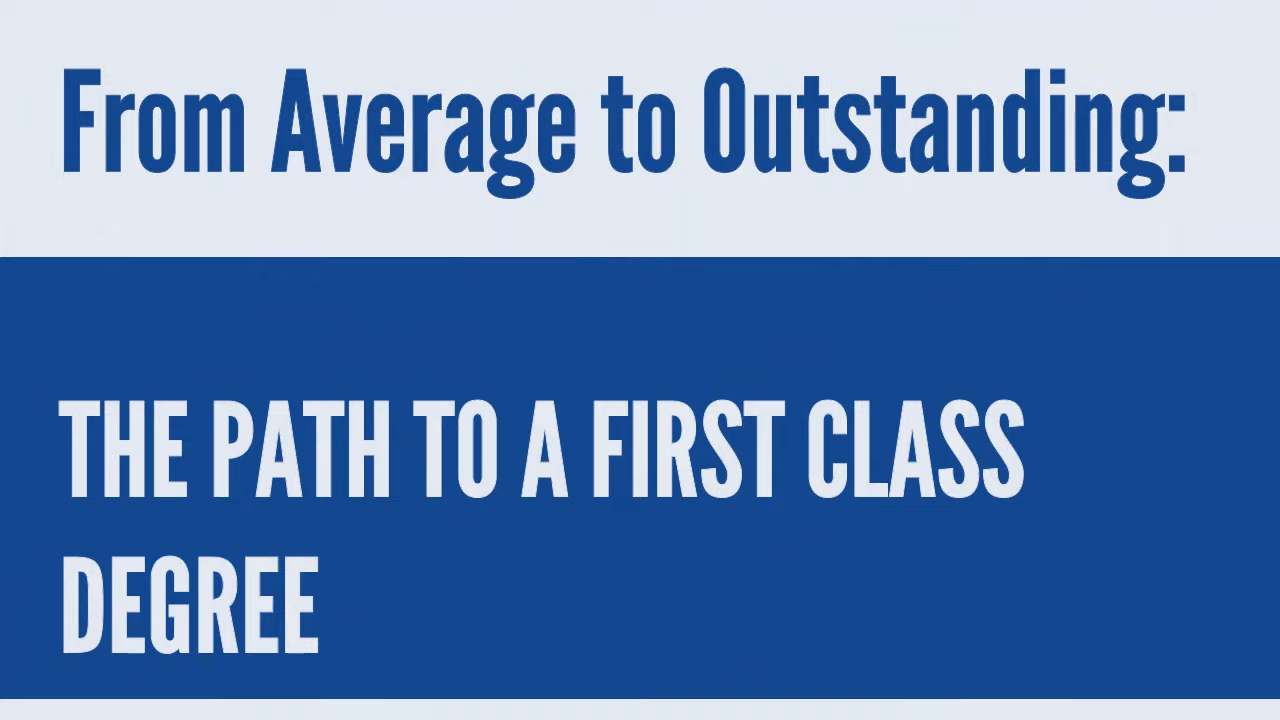 From Average to Outstanding:
THE PATH TO A FIRST CLASS
DEGREE